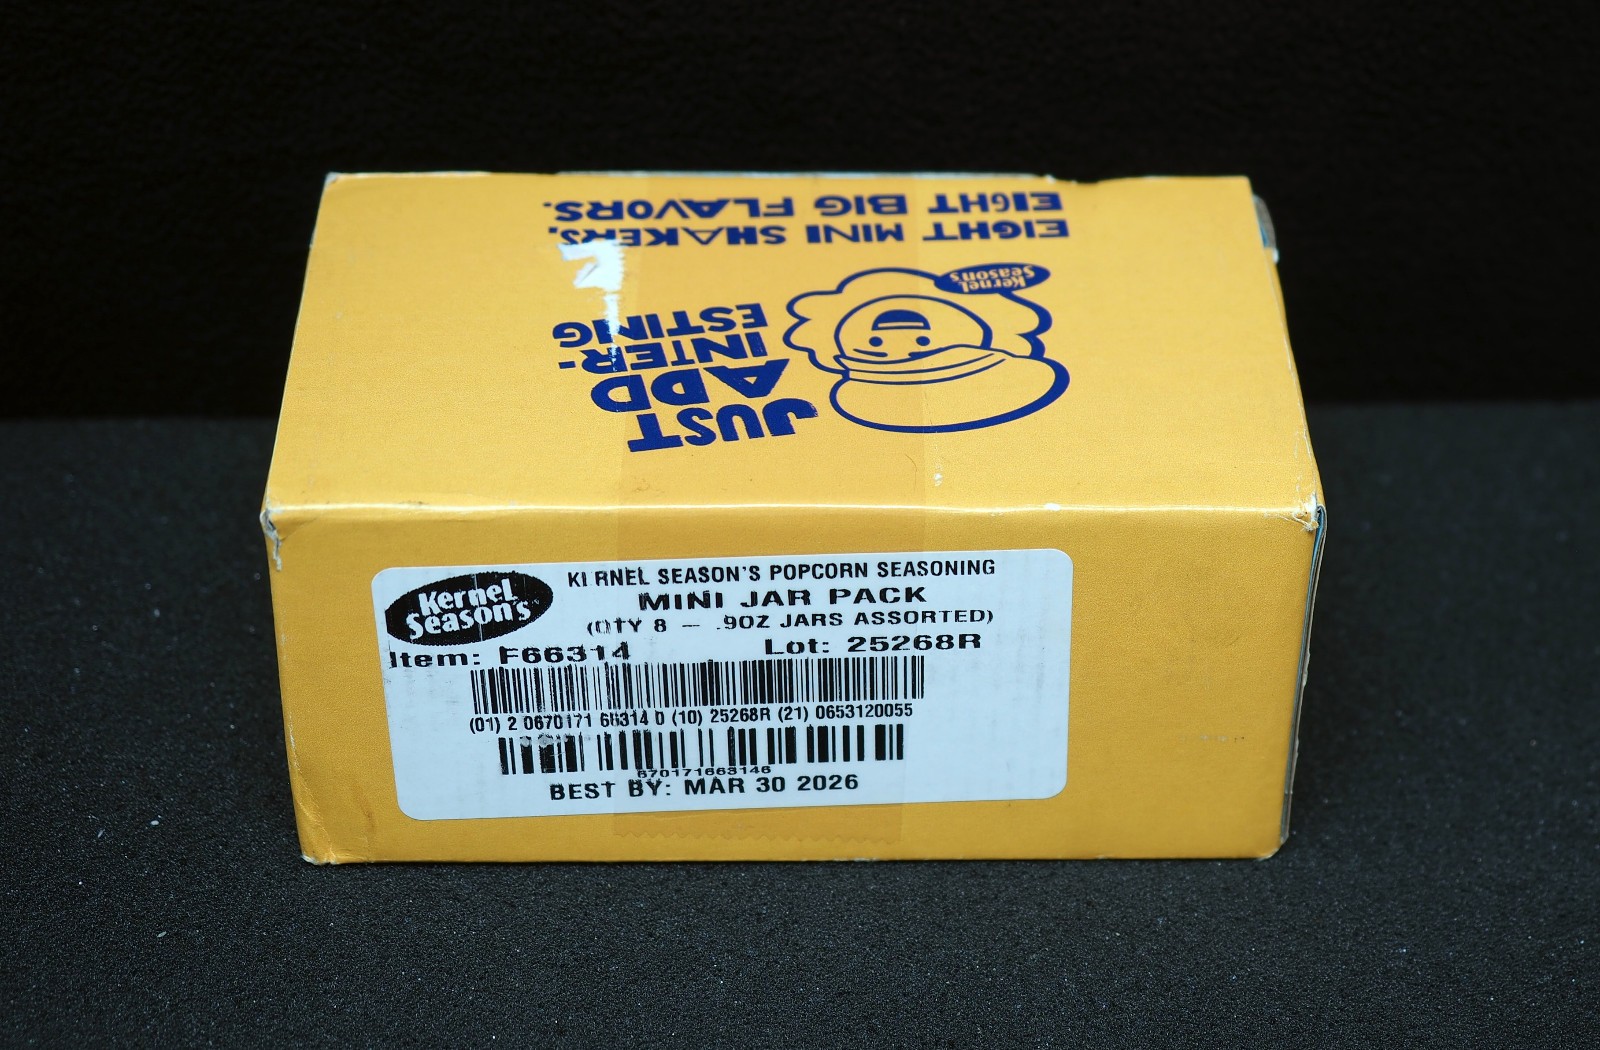 JUST
ADD
INTER-
ESTING
Kernel
Season's
EIGHT MINI SHAKERS,
EIGHT BIG FLAVORS.
Kernel
Season's
KERNEL SEASON'S POPCORN SEASONING
MINI JAR PACK
(QTY 8 – .9OZ JARS ASSORTED)
Item: F66314 Lot: 25268R
(01) 2 0670171 66314 0 (10) 25268R (21) 0653120055
670171663146
BEST BY: MAR 30 2026